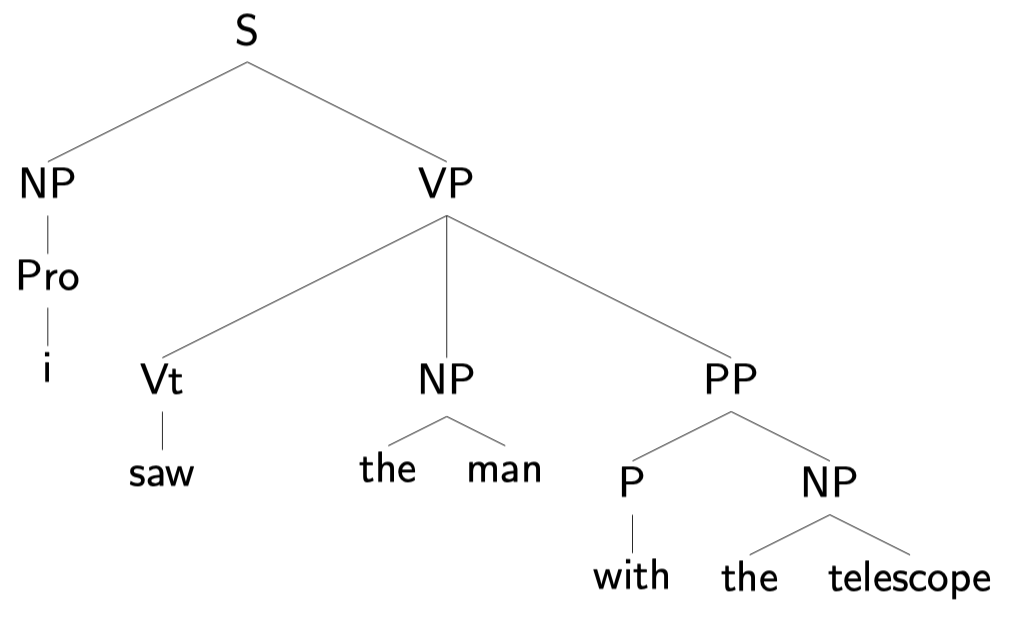 S
NP VP
Pro
i Vt NP PP
saw the man P NP
with the telescope